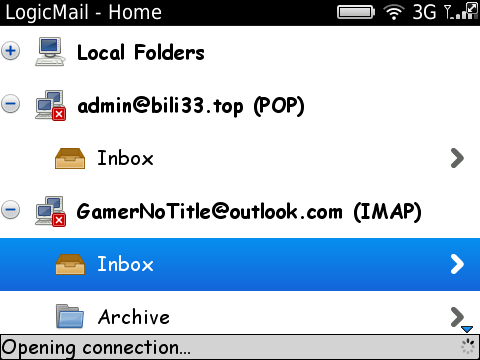 LogicMail - Home 3G
Local Folders
admin@bili33.top (POP)
Inbox
GamerNoTitle@outlook.com (IMAP)
Inbox
Archive
Opening connection...